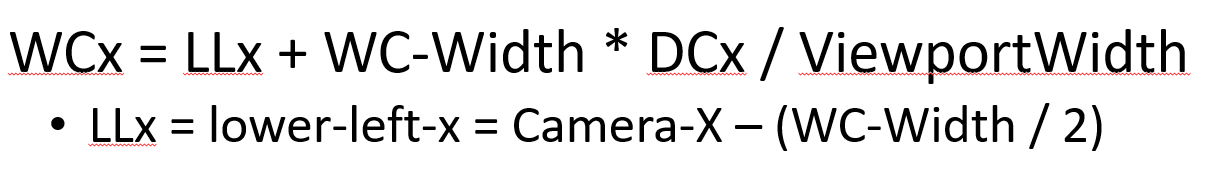 WCx = LLx + WC-Width * DCx / ViewportWidth
• LLx = lower-left-x = Camera-X – (WC-Width / 2)